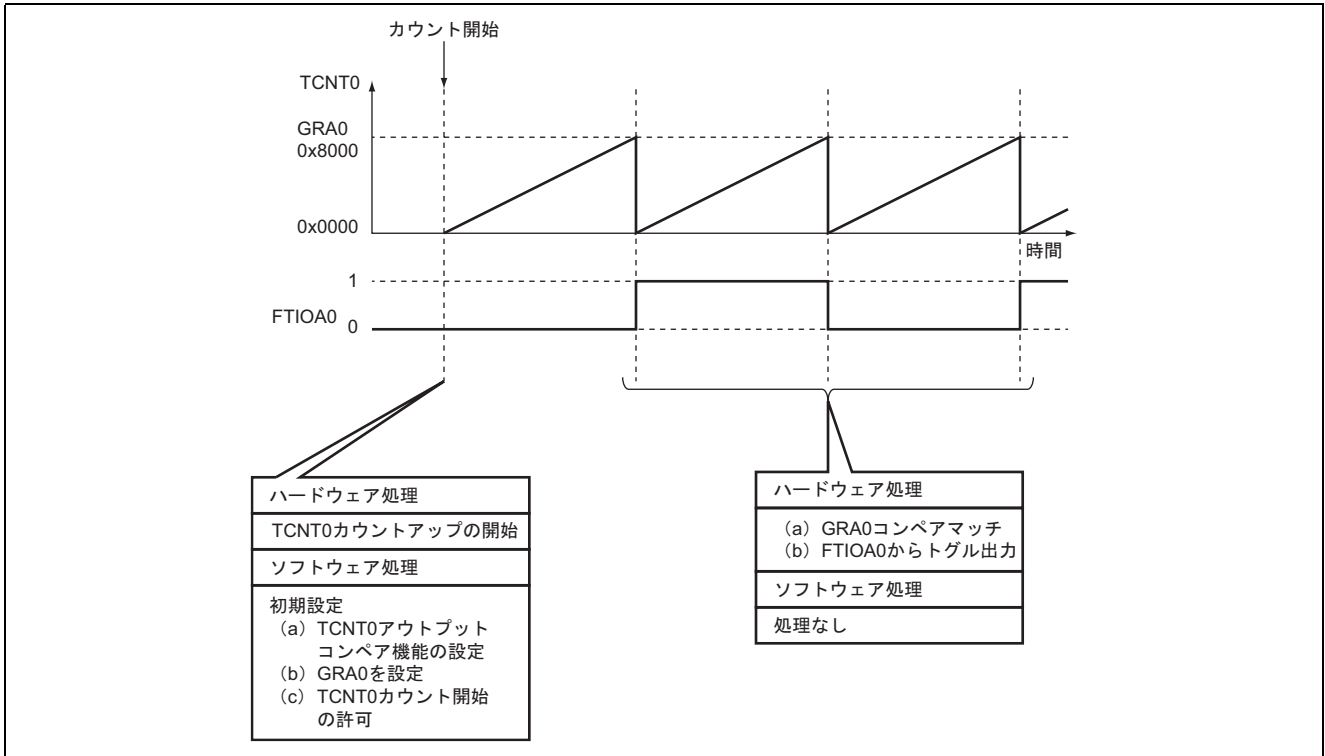 カウント開始
TCNT0
GRA0
0x8000
0x0000
時間
1
FTIOA0
0
ハードウェア処理
TCNT0カウントアップの開始
ソフトウェア処理
初期設定
(a) TCNT0アウトプット
コンペア機能の設定
(b) GRA0を設定
(c) TCNT0カウント開始
の許可
ハードウェア処理
(a) GRA0コンペアマッチ
(b) FTIOA0からトグル出力
ソフトウェア処理
処理なし